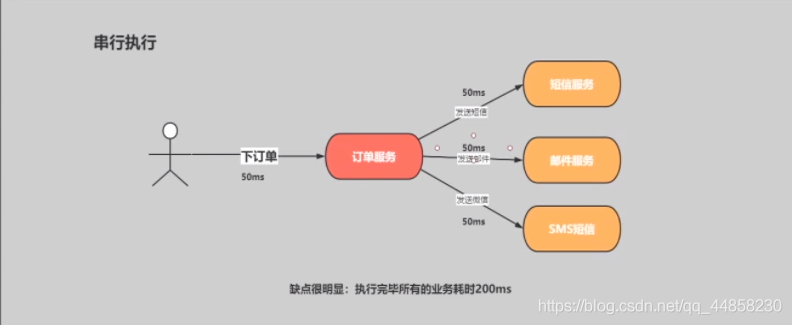 串行执行
50ms
短信服务
发送短信
下订单
50ms
订单服务
50ms
发送邮件
邮件服务
发送微信
50ms
SMS短信
缺点很明显：执行完毕所有的业务耗时200ms
https://blog.csdn.net/qq_44858230